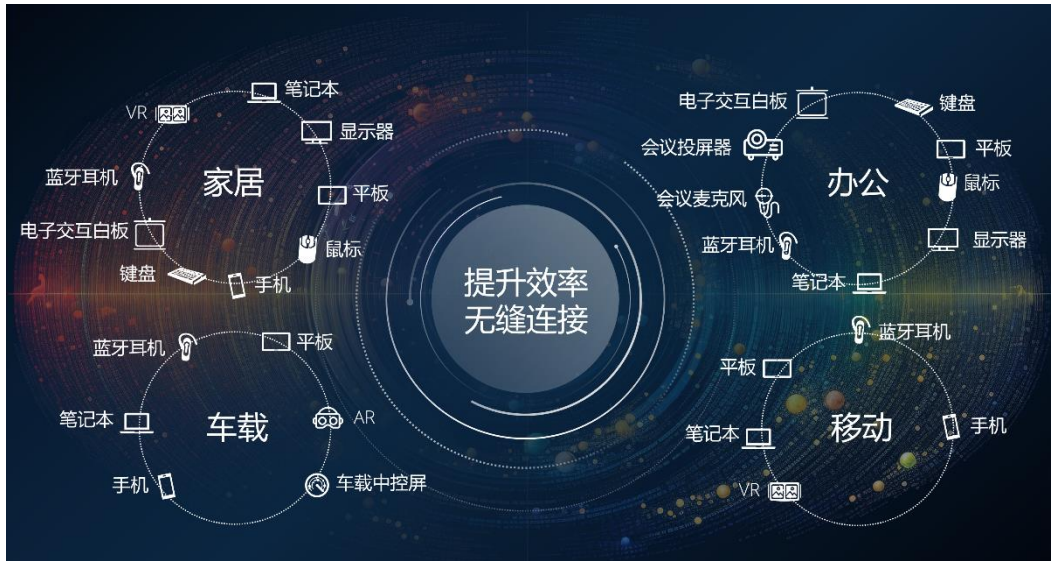 笔记本
VR
显示器
蓝牙耳机
家居
平板
电子交互白板
鼠标
键盘
手机
电子交互白板
键盘
会议投屏器
平板
办公
鼠标
会议麦克风
蓝牙耳机
显示器
笔记本
提升效率
无缝连接
蓝牙耳机
平板
笔记本
车载
AR
手机
车载中控屏
蓝牙耳机
平板
手机
移动
笔记本
VR